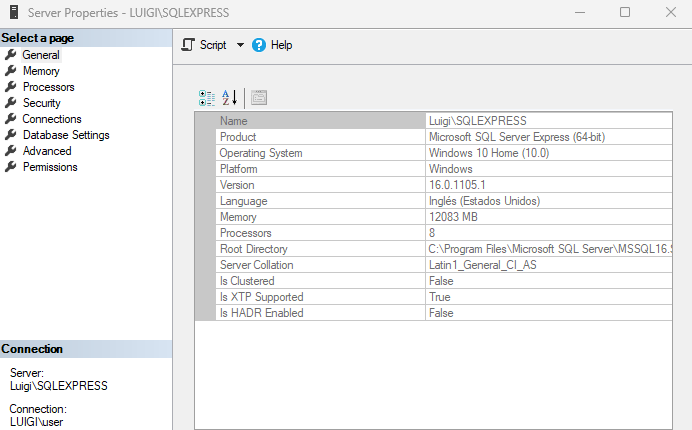 Server Properties - LUIGI\SQLEXPRESS
Select a page
General
Memory
Processors
Security
Connections
Database Settings
Advanced
Permissions
Connection
Server:
Luigi\SQLEXPRESS
Connection:
LUIGI\user
Script
Help
Name Luigi\SQLEXPRESS
Product Microsoft SQL Server Express (64-bit)
Operating System Windows 10 Home (10.0)
Platform Windows
Version 16.0.1105.1
Language Inglés (Estados Unidos)
Memory 12083 MB
Processors 8
Root Directory C:\Program Files\Microsoft SQL Server\MSSQL16.S
Server Collation Latin1_General_CI_AS
Is Clustered False
Is XTP Supported True
Is HADR Enabled False